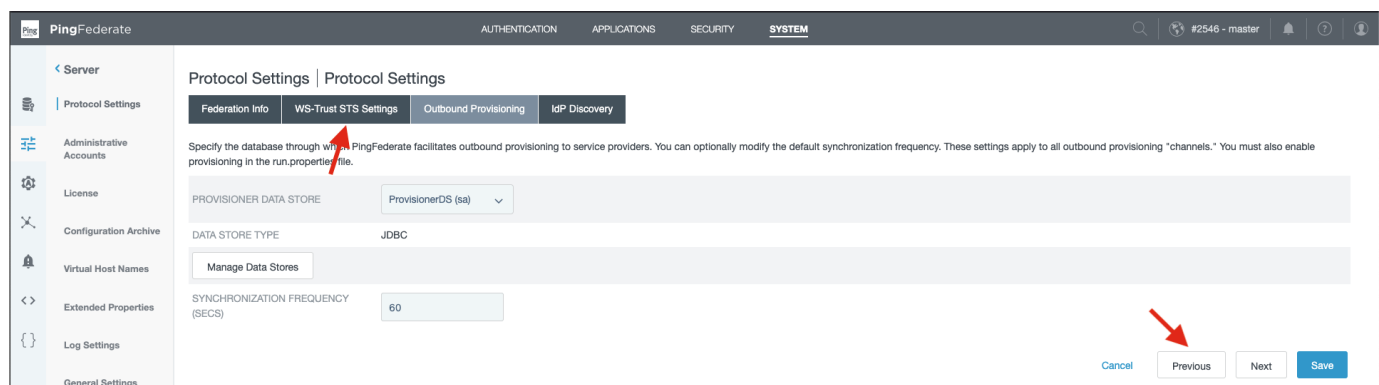 Ping
PingFederate
AUTHENTICATION APPLICATIONS SECURITY SYSTEM
#2546 - master
Server
Protocol Settings
Administrative
Accounts
License
Configuration Archive
Virtual Host Names
Extended Properties
Log Settings
General Settings
Protocol Settings | Protocol Settings
Federation Info WS-Trust STS Settings Outbound Provisioning IdP Discovery
Specify the database through which PingFederate facilitates outbound provisioning to service providers. You can optionally modify the default synchronization frequency. These settings apply to all outbound provisioning "channels." You must also enable
provisioning in the run.properties file.
PROVISIONER DATA STORE ProvisionerDS (sa)
DATA STORE TYPE JDBC
Manage Data Stores
SYNCHRONIZATION FREQUENCY
(SECS) 60
Cancel Previous Next Save